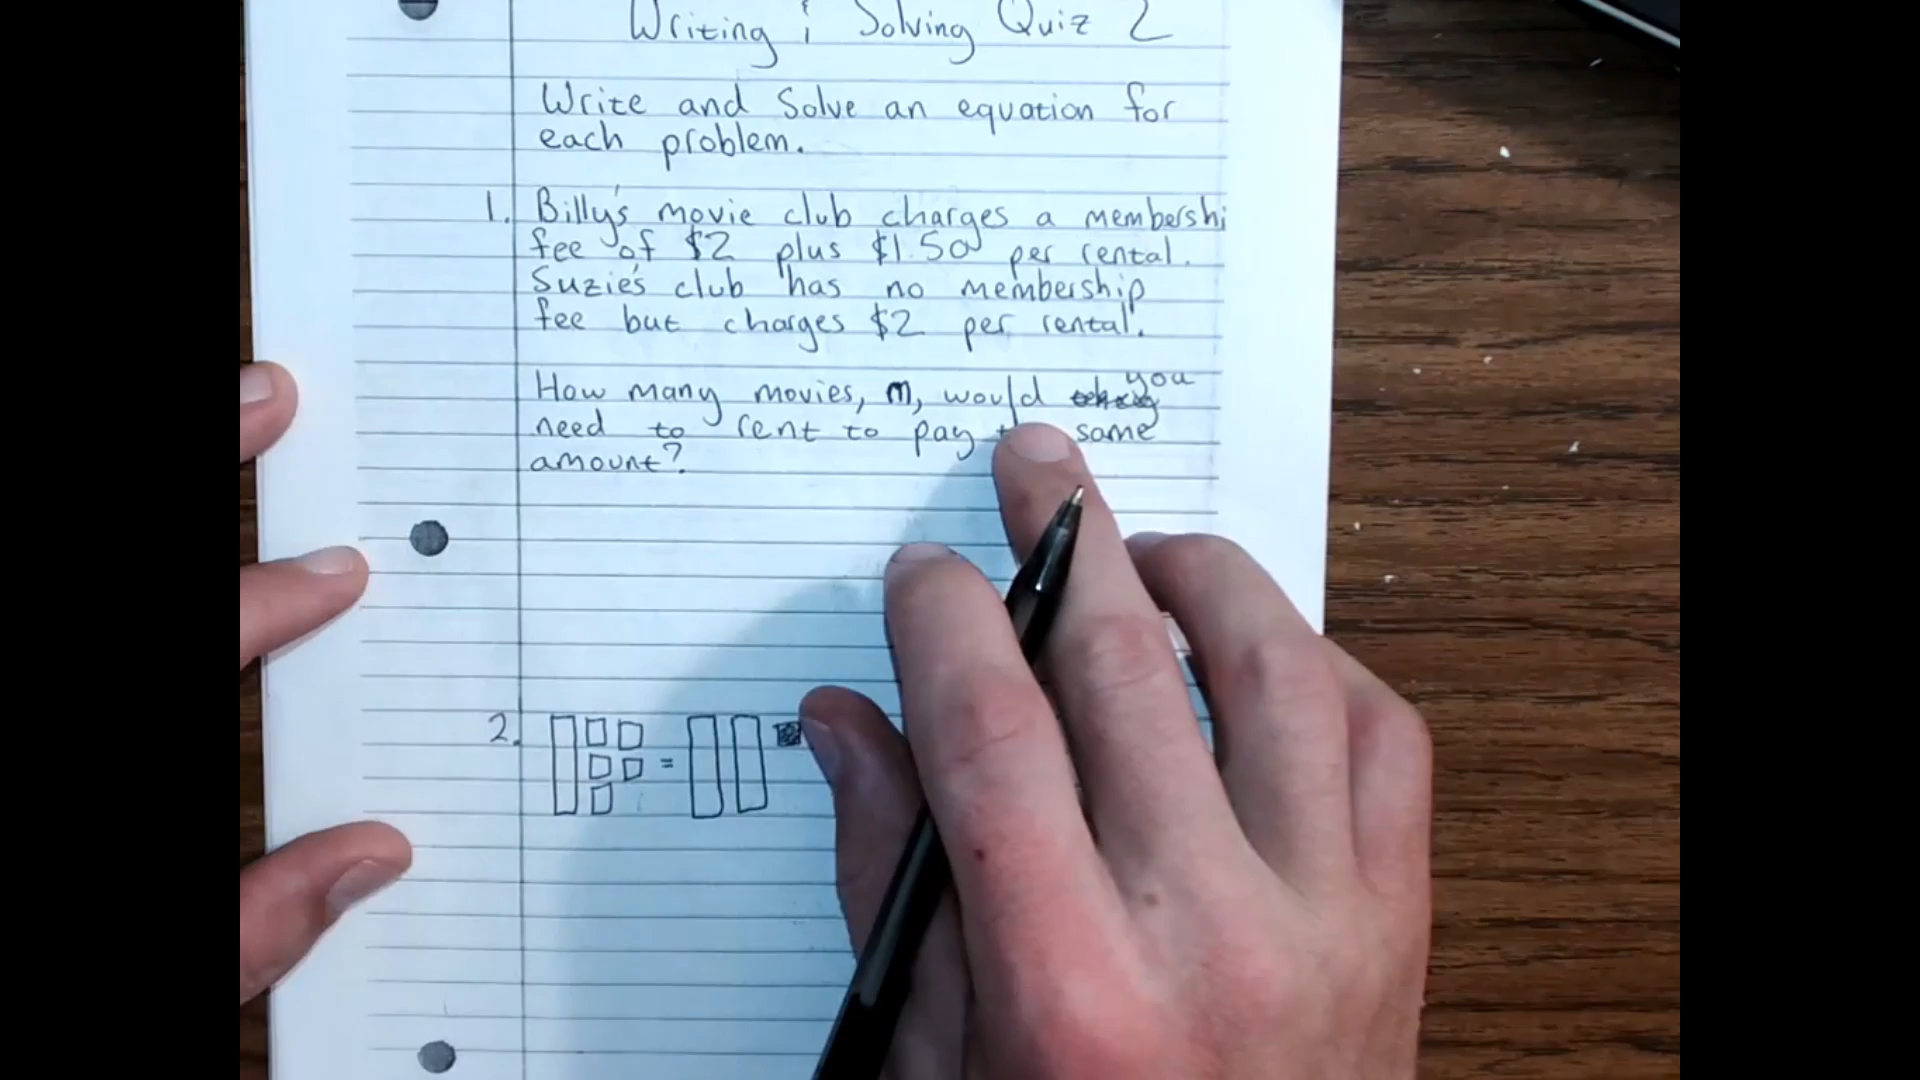 Writing & Solving Quiz 2
Write and Solve an equation for
each problem.
1. Billy's movie club charges a membershi
fee of $2 plus $1.50 per rental.
Suzie's club has no membership
fee but charges $2 per rental.
How many movies, m, would you
need to rent to pay same
amount?
2. =